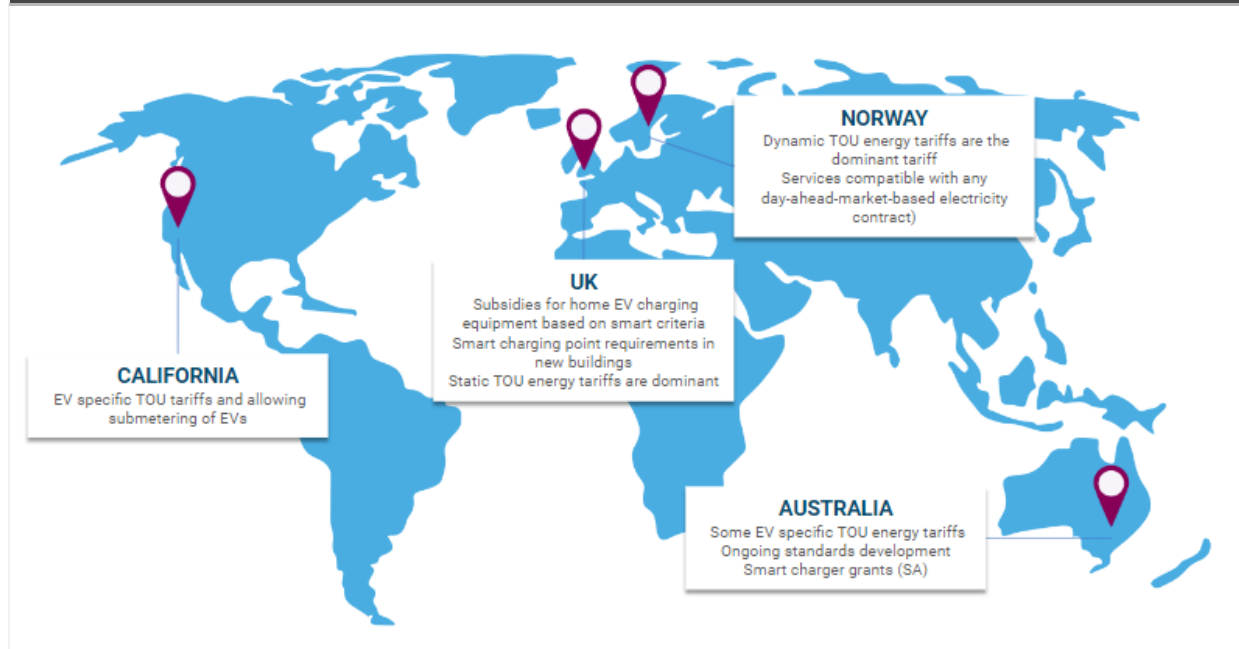 NORWAY
Dynamic TOU energy tariffs are the
dominant tariff
Services compatible with any
day-ahead-market-based electricity
contract)
UK
Subsidies for home EV charging
equipment based on smart criteria
Smart charging point requirements in
new buildings
Static TOU energy tariffs are dominant
CALIFORNIA
EV specific TOU tariffs and allowing
submetering of EVs
AUSTRALIA
Some EV specific TOU energy tariffs
Ongoing standards development
Smart charger grants (SA)